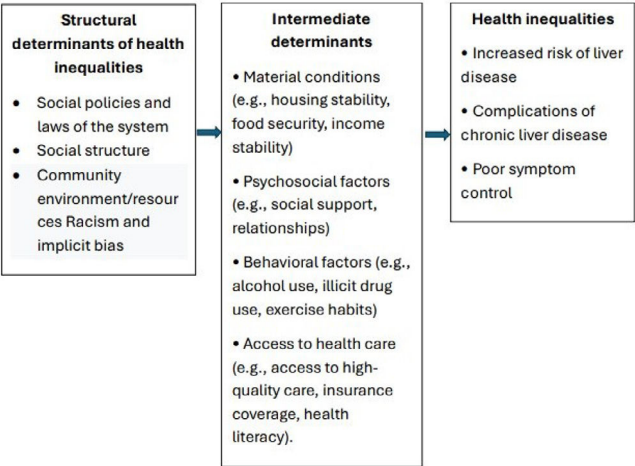 Structural
determinants of health
inequalities
• Social policies and
laws of the system
• Social structure
• Community
environment/resour
ces Racism and
implicit bias
Intermediate
determinants
• Material conditions
(e.g., housing stability,
food security, income
stability)
• Psychosocial factors
(e.g., social support,
relationships)
• Behavioral factors (e.g.,
alcohol use, illicit drug
use, exercise habits)
• Access to health care
(e.g., access to high-
quality care, insurance
coverage, health
literacy).
Health inequalities
• Increased risk of liver
disease
• Complications of
chronic liver disease
• Poor symptom
control